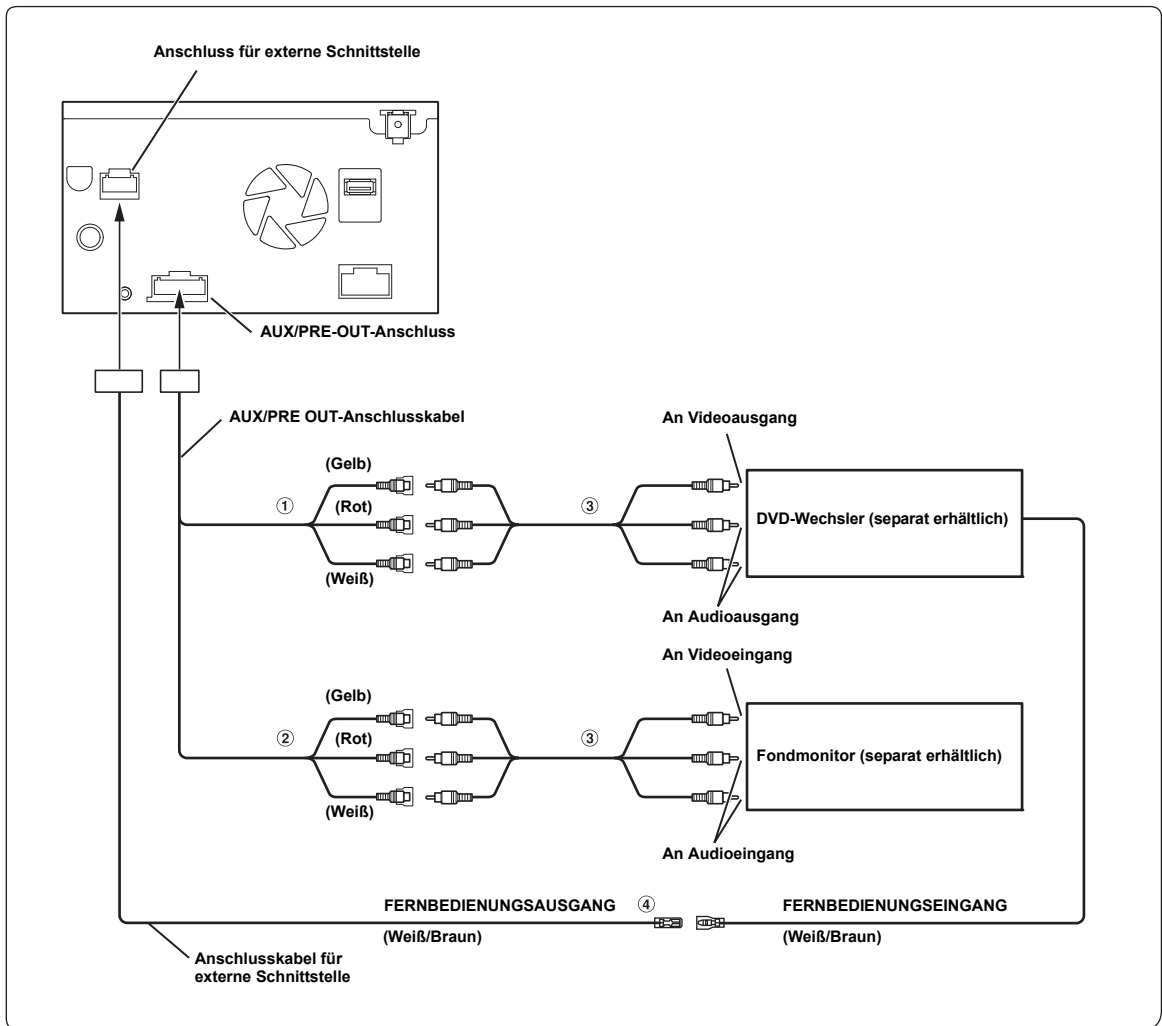 Anschluss für externe Schnittstelle
AUX/PRE-OUT-Anschluss
AUX/PRE OUT-Anschlusskabel
An Videoausgang
(Gelb)
(Rot)
①
③
(Weiß)
DVD-Wechsler (separat erhältlich)
An Audioausgang
An Videoeingang
(Gelb)
(Rot)
②
③
(Weiß)
Fondmonitor (separat erhältlich)
An Audioeingang
FERNBEDIENUNGSAUSGANG
④
FERNBEDIENUNGSEINGANG
(Weiß/Braun)
(Weiß/Braun)
Anschlusskabel für
externe Schnittstelle